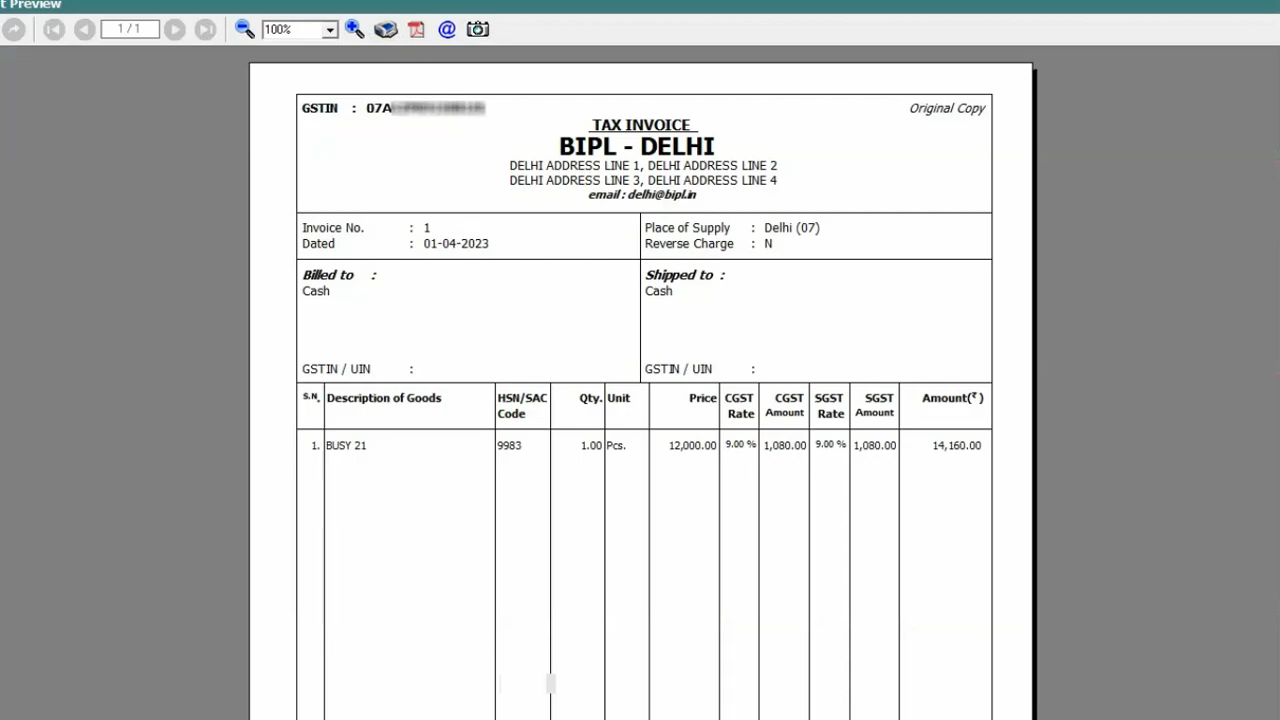 t Preview
1 / 1
100%
GSTIN : 07A
Original Copy
TAX INVOICE
BIPL - DELHI
DELHI ADDRESS LINE 1, DELHI ADDRESS LINE 2
DELHI ADDRESS LINE 3, DELHI ADDRESS LINE 4
email : delhi@bipl.in
Invoice No. : 1
Dated : 01-04-2023
Place of Supply : Delhi (07)
Reverse Charge : N
Billed to :
Cash
GSTIN / UIN :
Shipped to :
Cash
GSTIN / UIN :
S.N. Description of Goods HSN/SAC Code Qty. Unit Price CGST Rate CGST Amount SGST Rate SGST Amount Amount(₹ )
1. BUSY 21 9983 1.00 Pcs. 12,000.00 9.00 % 1,080.00 9.00 % 1,080.00 14,160.00